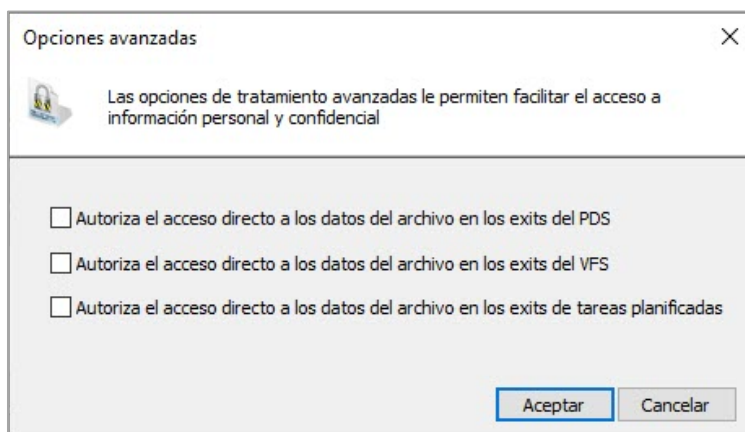 Opciones avanzadas
Las opciones de tratamiento avanzadas le permiten facilitar el acceso a
información personal y confidencial
Autoriza el acceso directo a los datos del archivo en los exits del PDS
Autoriza el acceso directo a los datos del archivo en los exits del VFS
Autoriza el acceso directo a los datos del archivo en los exits de tareas planificadas
Aceptar
Cancelar